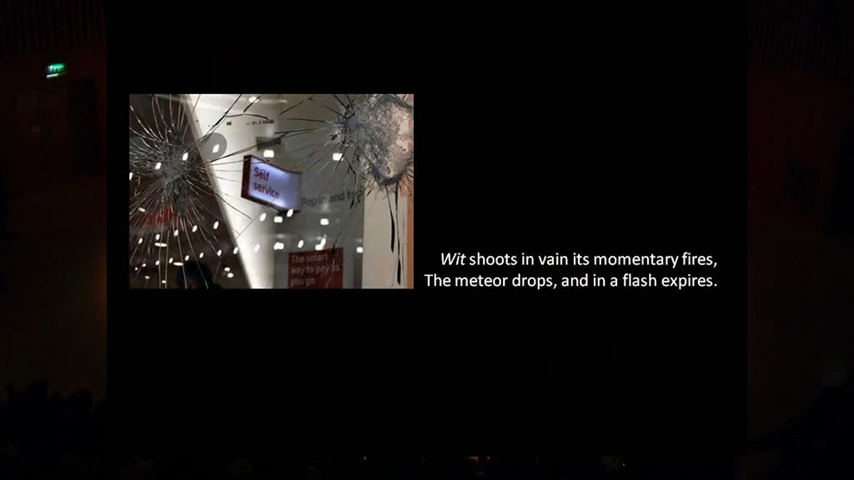 Self
service
Pop in and
The smart
way to pay as
you go
Wit shoots in vain its momentary fires,
The meteor drops, and in a flash expires.